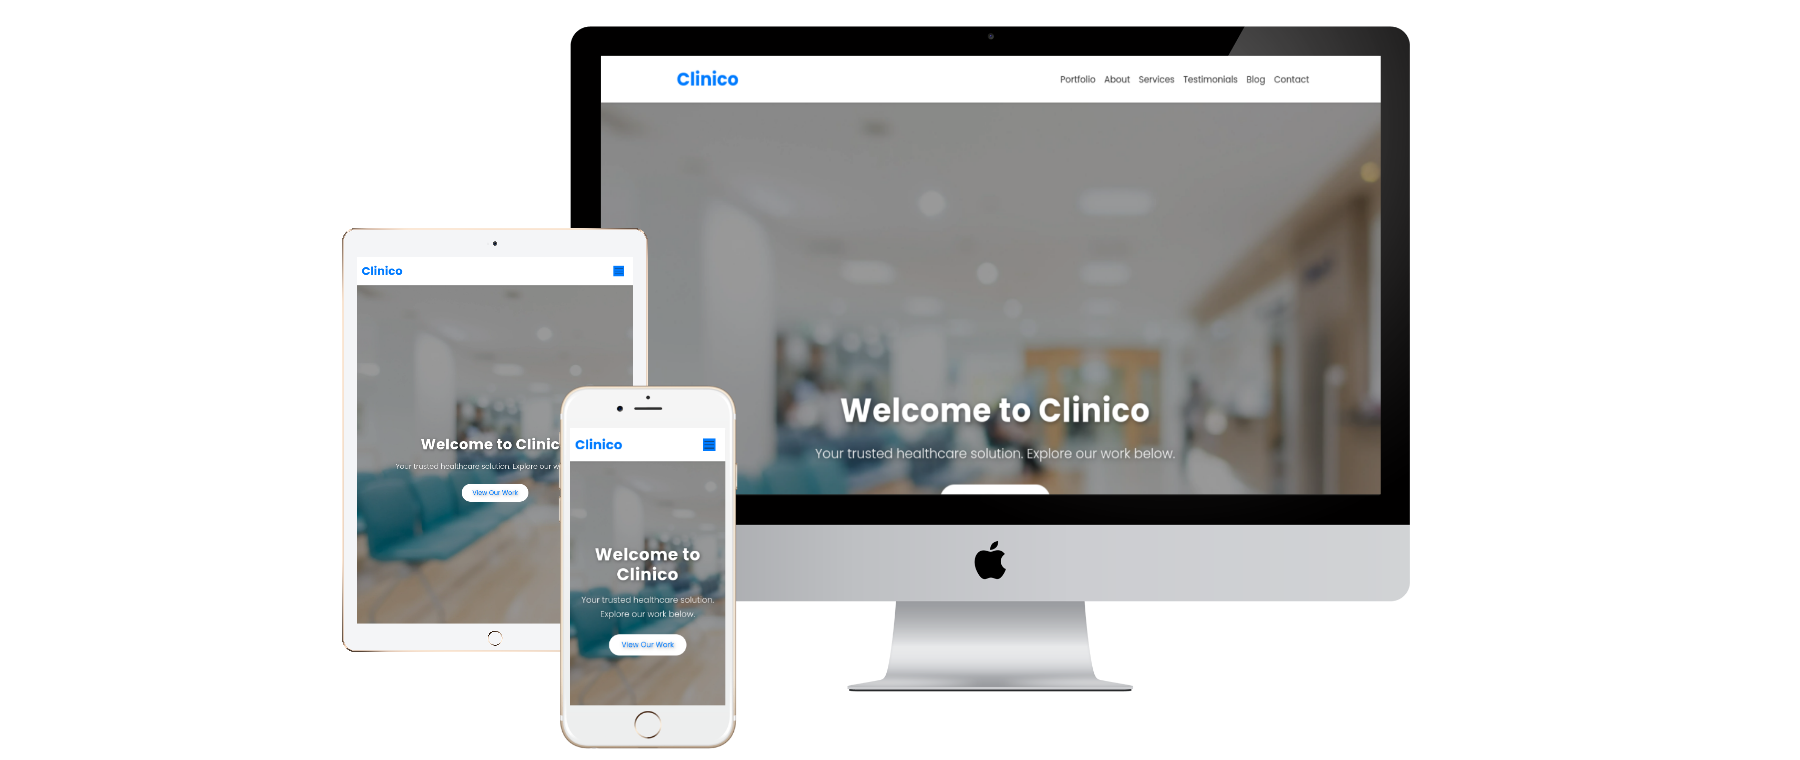 Clinico
Portfolio About Services Testimonials Blog Contact
Welcome to Clinico
Your trusted healthcare solution. Explore our work below.
Clinico
Welcome to Clinic
Your trusted healthcare solution. Explore our w
View Our Work
Clinico
Welcome to
Clinico
Your trusted healthcare solution.
Explore our work below.
View Our Work